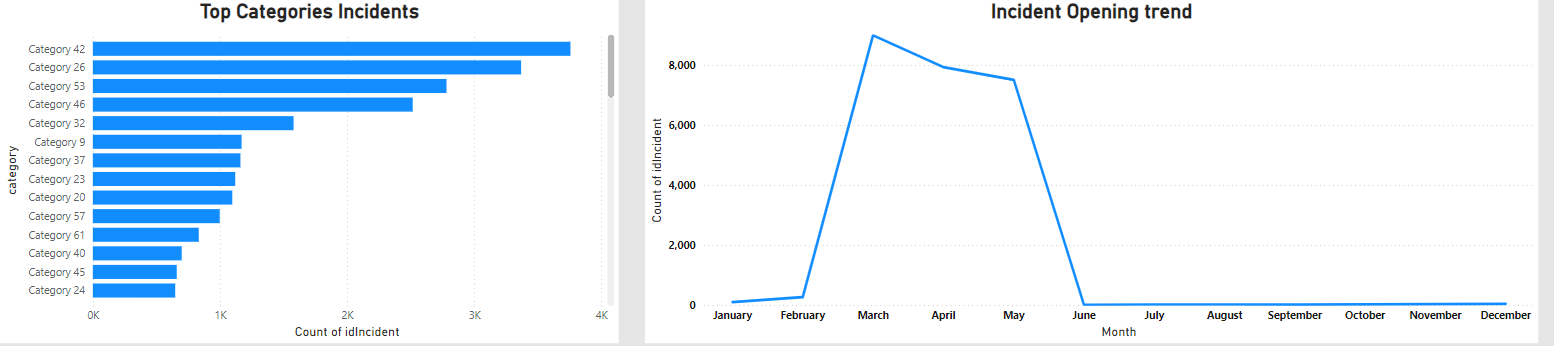 Top Categories Incidents
category
Category 42
Category 26
Category 53
Category 46
Category 32
Category 9
Category 37
Category 23
Category 20
Category 57
Category 61
Category 40
Category 45
Category 24
0K 1K 2K 3K 4K
Count of idIncident
Incident Opening trend
Count of idIncident
8,000
6,000
4,000
2,000
0
January February March April May June July August September October November December
Month